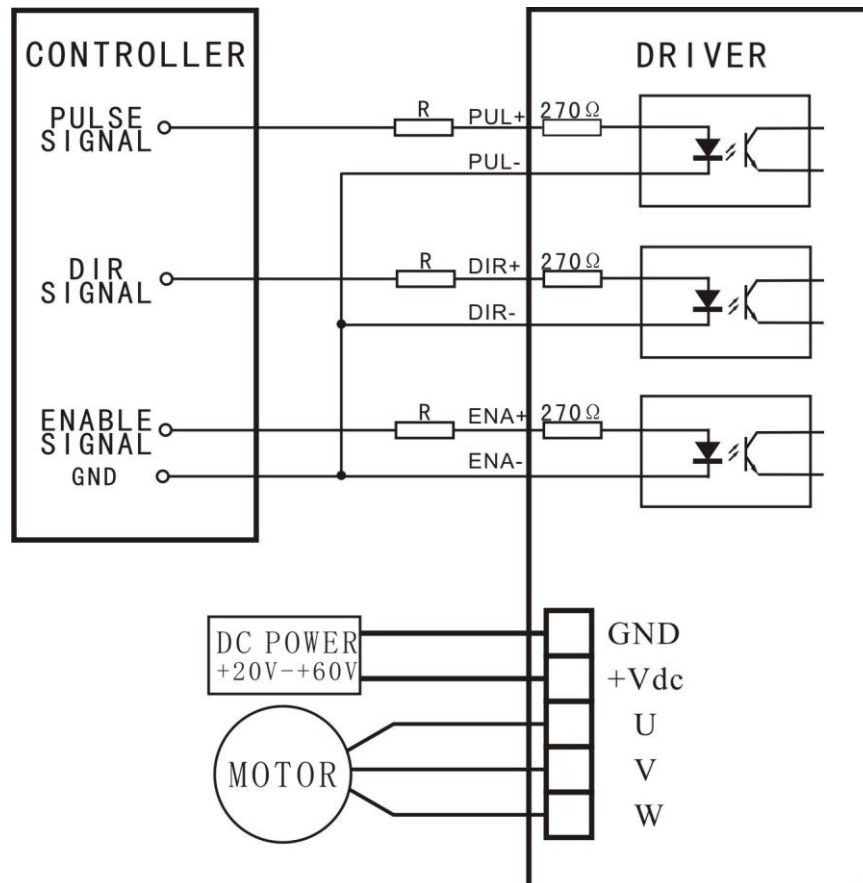 CONTROLLER
DRIVER
PULSE
SIGNAL
R
PUL+
270Ω
PUL-
DIR
SIGNAL
R
DIR+
270Ω
DIR-
ENABLE
SIGNAL
R
ENA+
270Ω
ENA-
GND
DC POWER
+20V-+60V
GND
+Vdc
U
MOTOR
V
W